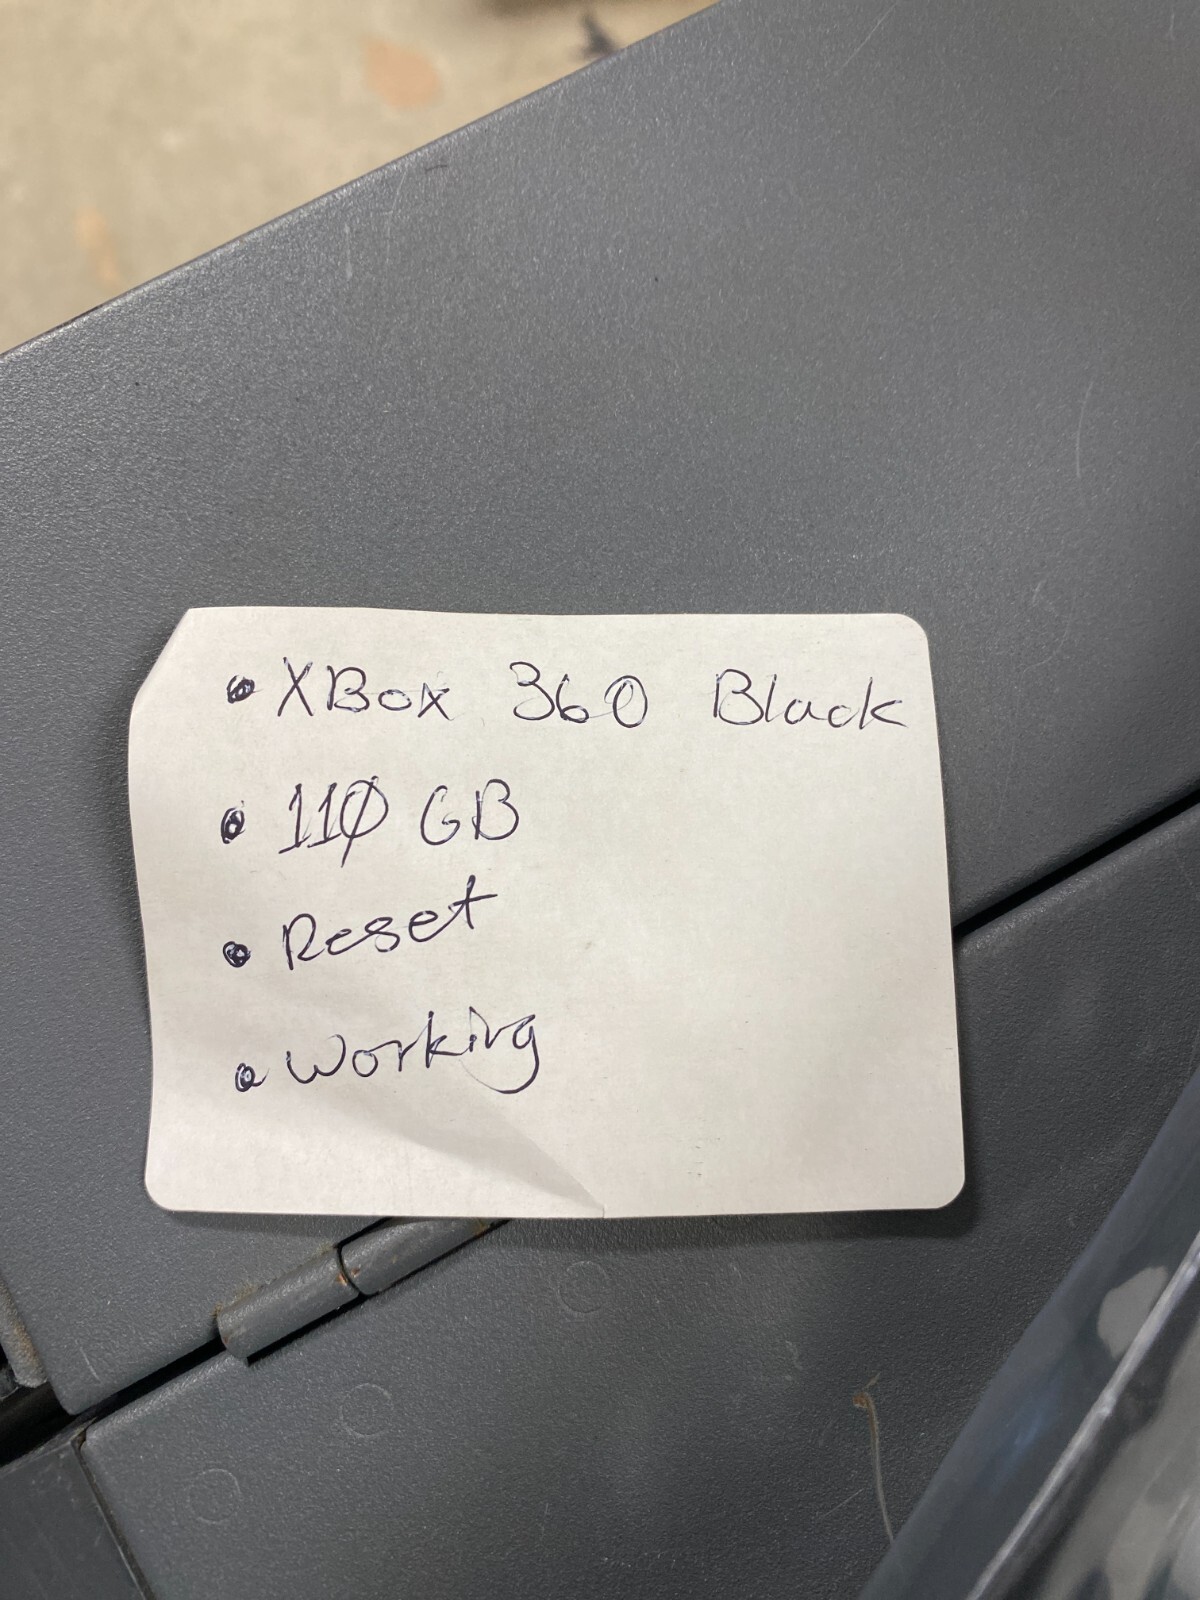 • XBox 360 Black
• 110 GB
• Reset
• Working